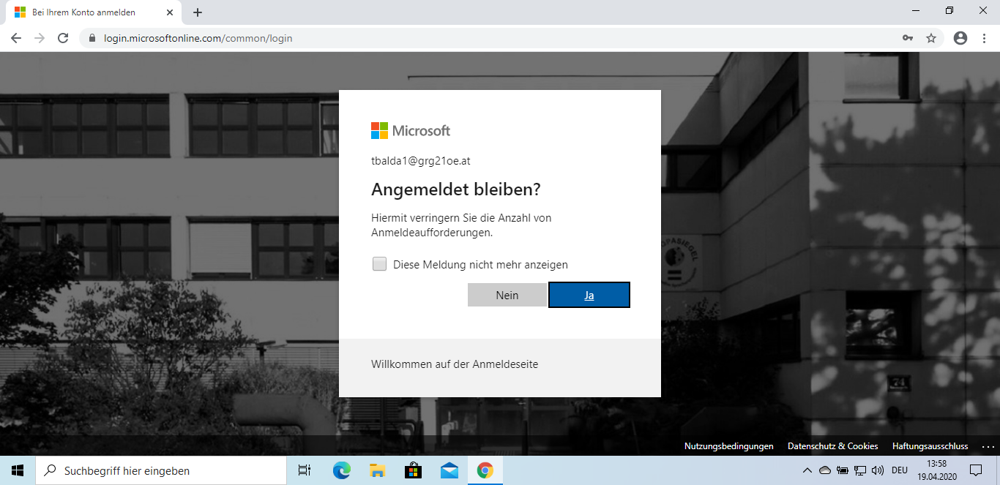 Bei Ihrem Konto anmelden
login.microsoftonline.com/common/login
Microsoft
tbalda1@grg21oe.at
Angemeldet bleiben?
Hiermit verringern Sie die Anzahl von
Anmeldeaufforderungen.
Diese Meldung nicht mehr anzeigen
Nein
Ja
Willkommen auf der Anmeldeseite
Nutzungsbedingungen
Datenschutz & Cookies
Haftungsausschluss
Suchbegriff hier eingeben
DEU
13:58
19.04.2020